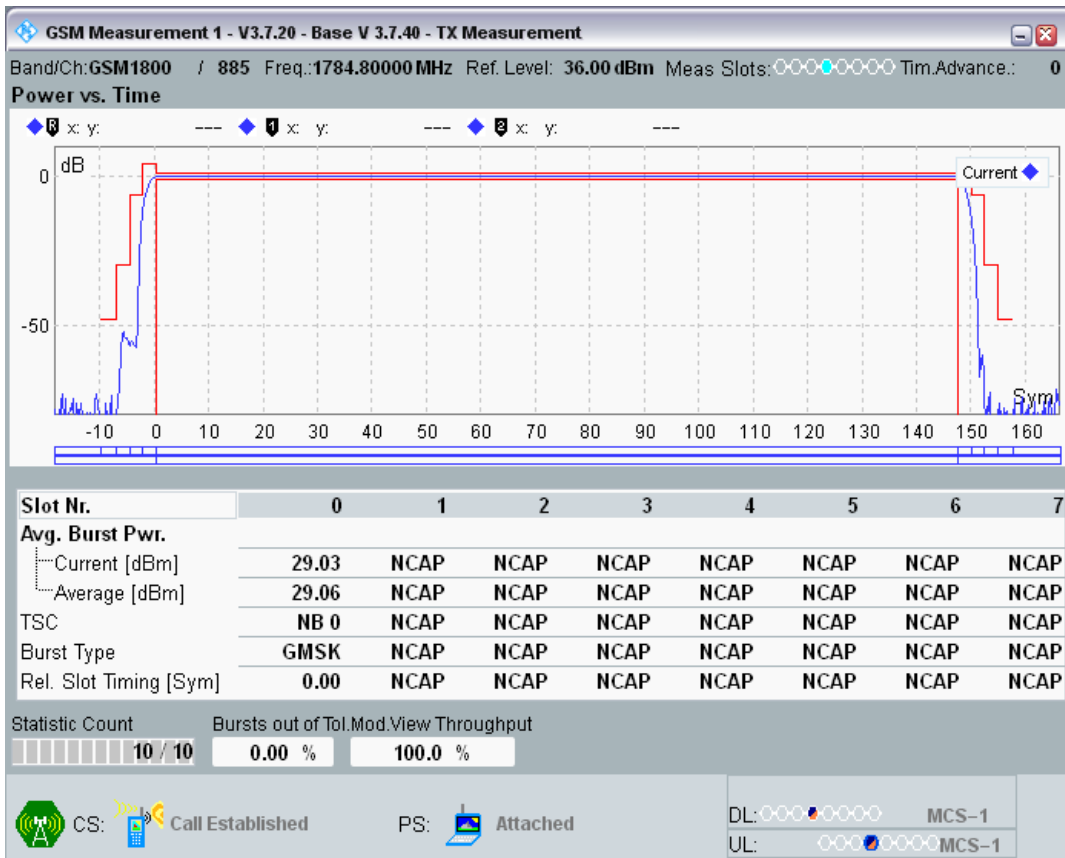 GSM Measurement 1 - V3.7.20 - Base V 3.7.40 - TX Measurement
Band/Ch:GSM1800 / 885 Freq.:1784.80000 MHz Ref. Level: 36.00 dBm Meas Slots: Tim.Advance.: 0
Power vs. Time
R x: y: --- 1 x: y: --- 2 x: y: ---
dB
Current
0
-50
Sym
-10 0 10 20 30 40 50 60 70 80 90 100 110 120 130 140 150 160
Slot Nr. 0 1 2 3 4 5 6 7
Avg. Burst Pwr.
Current [dBm] 29.03 NCAP NCAP NCAP NCAP NCAP NCAP NCAP
Average [dBm] 29.06 NCAP NCAP NCAP NCAP NCAP NCAP NCAP
TSC NB 0 NCAP NCAP NCAP NCAP NCAP NCAP NCAP
Burst Type GMSK NCAP NCAP NCAP NCAP NCAP NCAP NCAP
Rel. Slot Timing [Sym] 0.00 NCAP NCAP NCAP NCAP NCAP NCAP NCAP
Statistic Count Bursts out of Tol.Mod.View Throughput
10 / 10 0.00 % 100.0 %
CS: Call Established PS: Attached
DL: MCS-1
UL: MCS-1